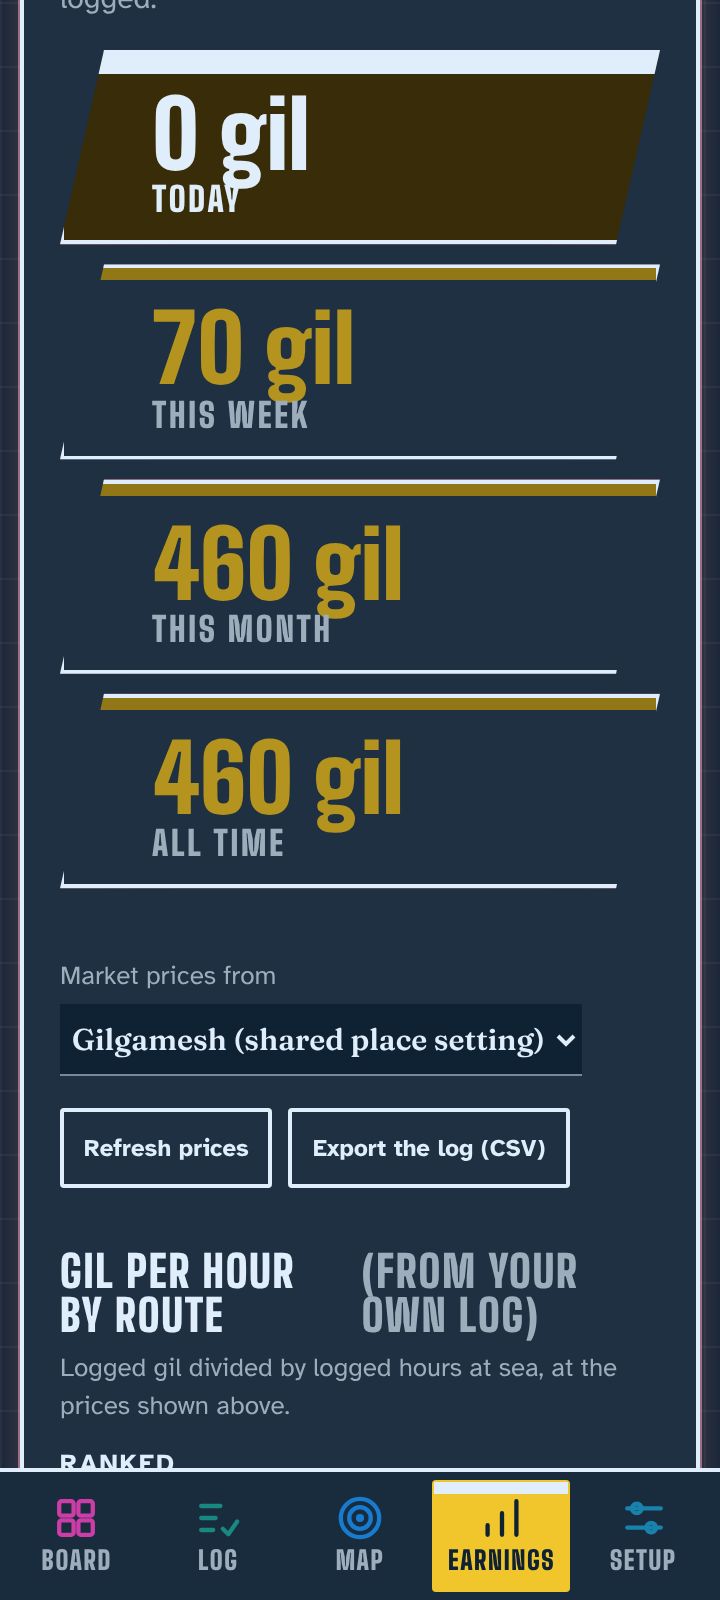 logged.
0 gil
TODAY
70 gil
THIS WEEK
460 gil
THIS MONTH
460 gil
ALL TIME
Market prices from
Gilgamesh (shared place setting)
Refresh prices
Export the log (CSV)
GIL PER HOUR
BY ROUTE
(FROM YOUR
OWN LOG)
Logged gil divided by logged hours at sea, at the
prices shown above.
RANKED
BOARD
LOG
MAP
EARNINGS
SETUP